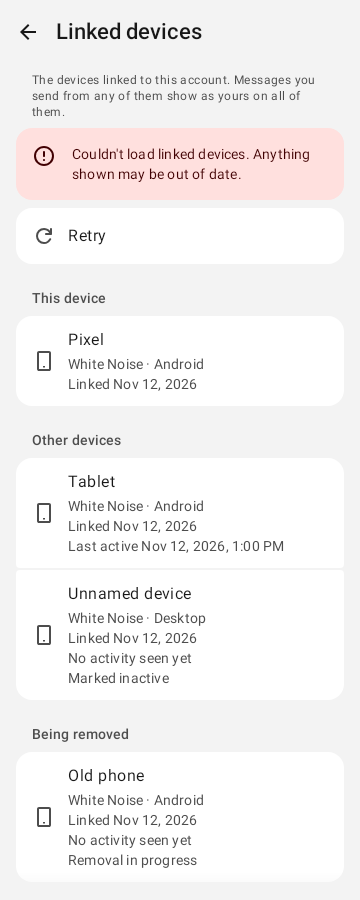 Linked devices
The devices linked to this account. Messages you
send from any of them show as yours on all of
them.
Couldn't load linked devices. Anything
shown may be out of date.
Retry
This device
Pixel
White Noise · Android
Linked Nov 12, 2026
Other devices
Tablet
White Noise · Android
Linked Nov 12, 2026
Last active Nov 12, 2026, 1:00 PM
Unnamed device
White Noise · Desktop
Linked Nov 12, 2026
No activity seen yet
Marked inactive
Being removed
Old phone
White Noise · Android
Linked Nov 12, 2026
No activity seen yet
Removal in progress